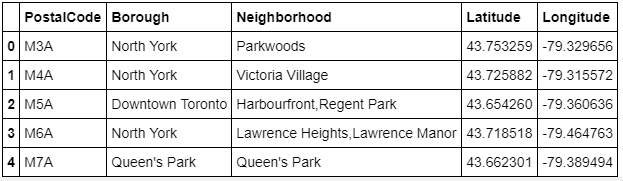 PostalCode Borough Neighborhood Latitude Longitude
0 M3A North York Parkwoods 43.753259 -79.329656
1 M4A North York Victoria Village 43.725882 -79.315572
2 M5A Downtown Toronto Harbourfront,Regent Park 43.654260 -79.360636
3 M6A North York Lawrence Heights,Lawrence Manor 43.718518 -79.464763
4 M7A Queen's Park Queen's Park 43.662301 -79.389494